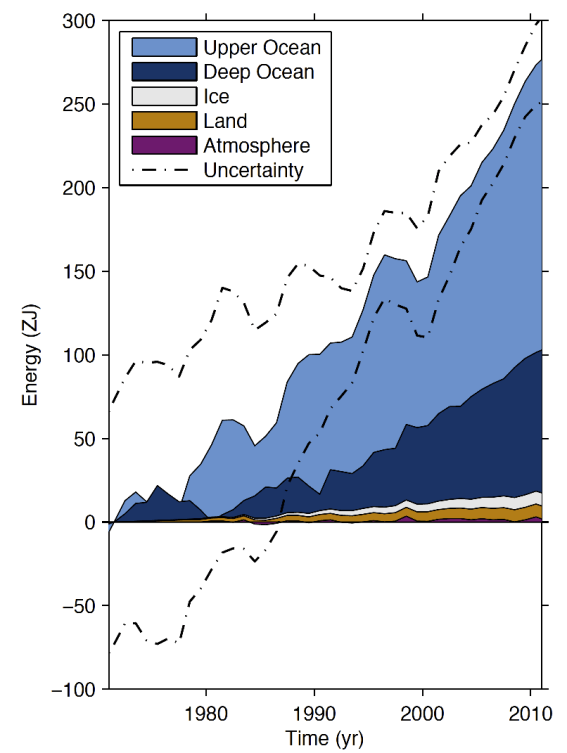 300
250
200
150
100
50
0
−50
−100
Energy (ZJ)
Upper Ocean
Deep Ocean
Ice
Land
Atmosphere
Uncertainty
1980
1990
2000
2010
Time (yr)